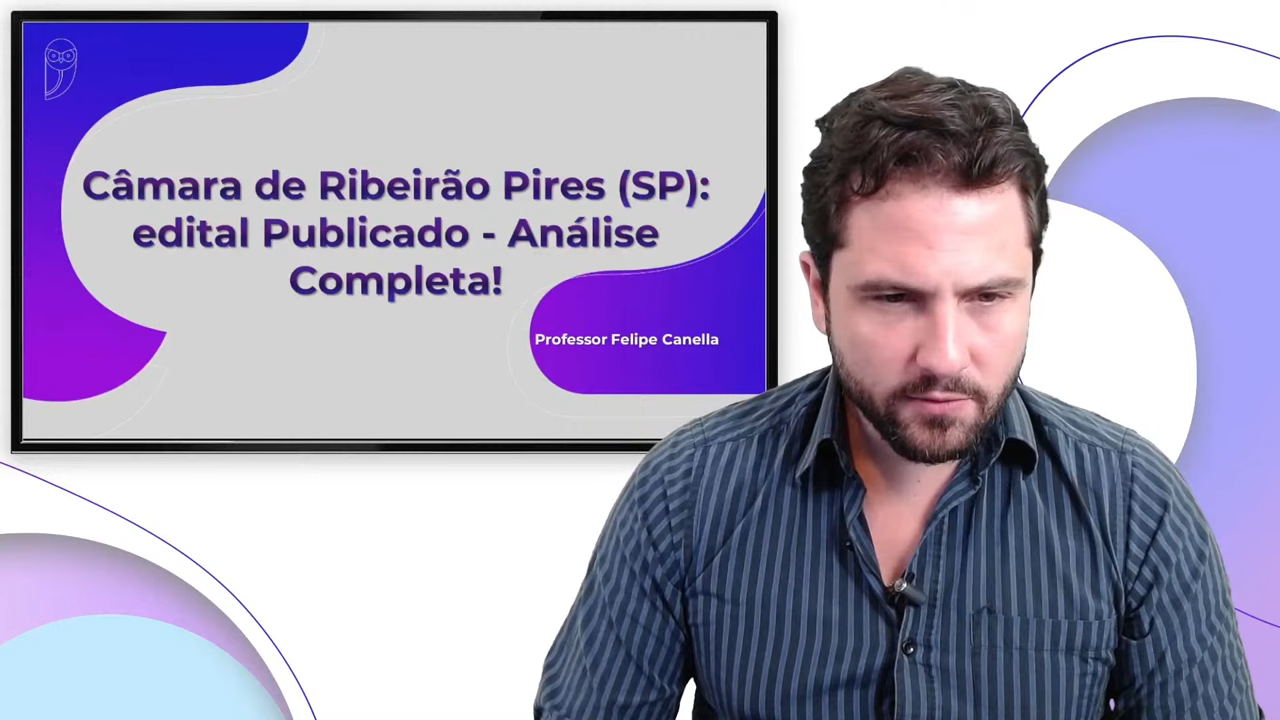 Câmara de Ribeirão Pires (SP):
edital Publicado - Análise
Completa!
Professor Felipe Canella